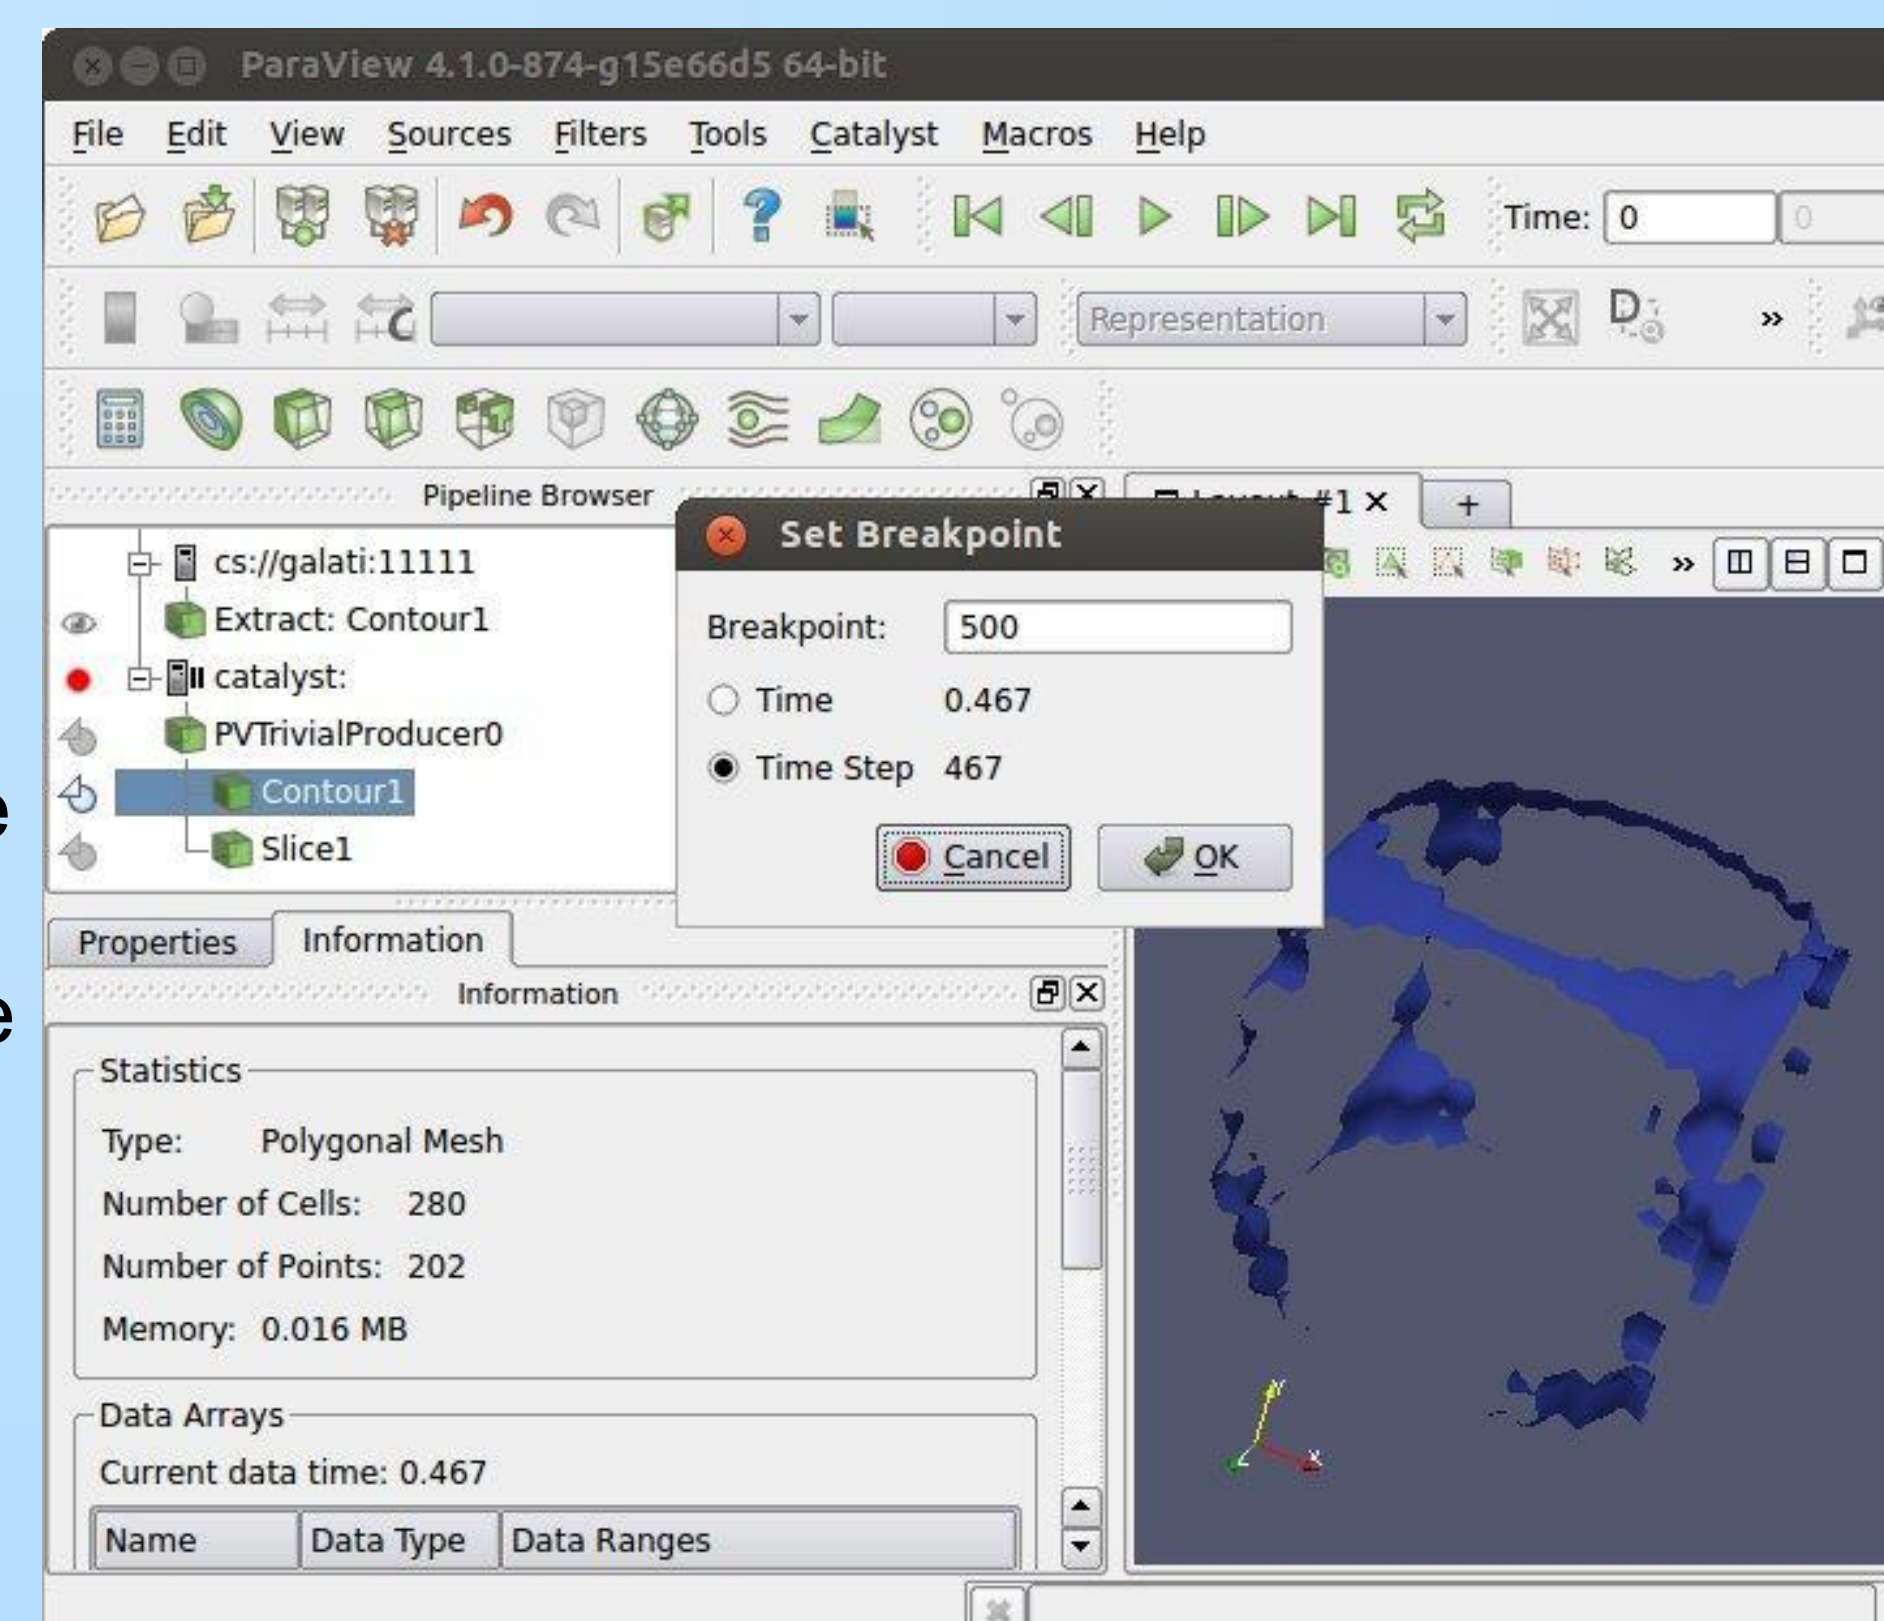 ParaView 4.1.0-874-g15e66d5 64-bit
File Edit View Sources Filters Tools Catalyst Macros Help
Time: 0 0
Representation
Pipeline Browser
#1
cs://galati:11111
Extract: Contour1
catalyst:
PVTrivialProducer0
Contour1
Slice1
Set Breakpoint
Breakpoint: 500
Time 0.467
Time Step 467
Cancel OK
e
e
Properties Information
Information
Statistics
Type: Polygonal Mesh
Number of Cells: 280
Number of Points: 202
Memory: 0.016 MB
Data Arrays
Current data time: 0.467
Name Data Type Data Ranges
Y
Z X